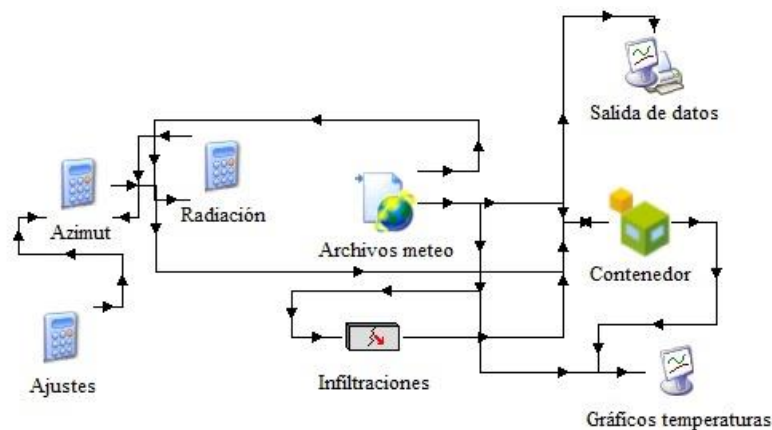 Salida de datos
Radiación
Azimut
Archivos meteo
Contenedor
Ajustes
Infiltraciones
Gráficos temperaturas